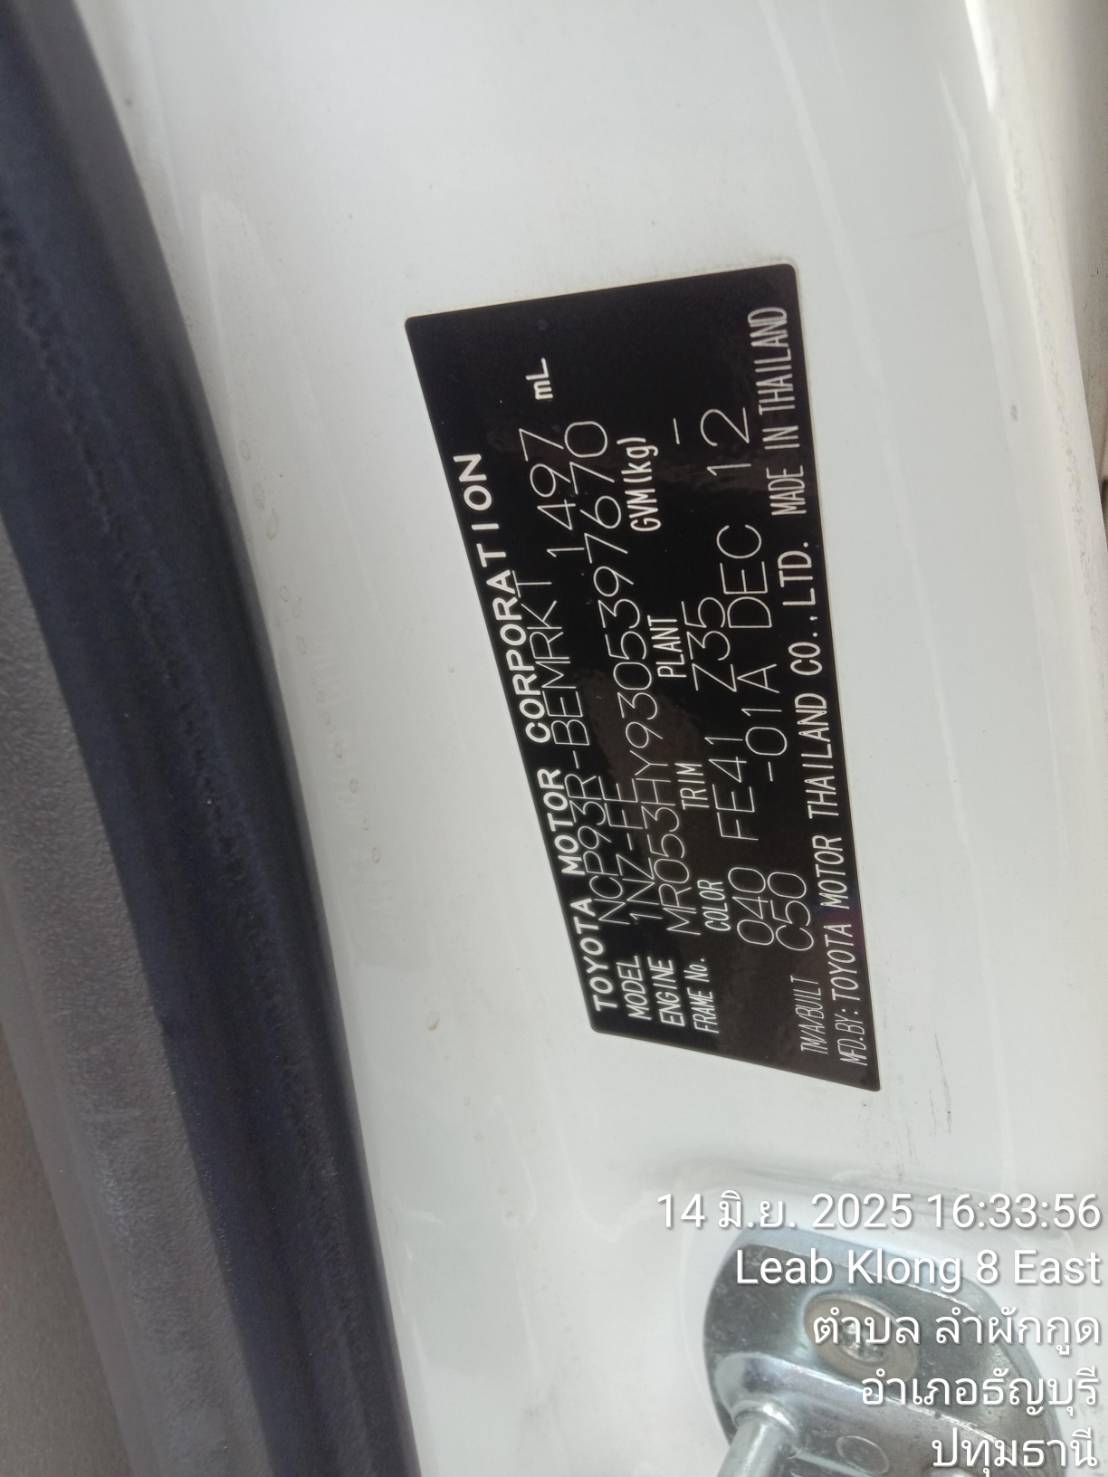 TOYOTA MOTOR CORPORATION
MODEL NCP93R-BEMRKT 1497 mL
ENGINE 1NZ-FE
FRAME No. MR053HY9305397670
COLOR TRIM PLANT GVM(kg)
040 FE41 Z35 –
TM/A/BUILT C50 -01A DEC 12
MFD.BY: TOYOTA MOTOR THAILAND CO., LTD. MADE IN THAILAND
14 มิ.ย. 2025 16:33:56
Leab Klong 8 East
ตำบล ลำผักกูด
อำเภอธัญบุรี
ปทุมธานี